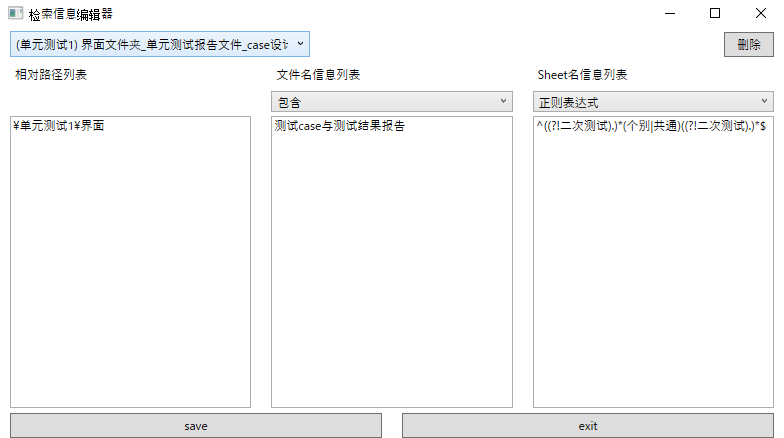 检索信息编辑器
(单元测试1) 界面文件夹_单元测试报告文件_case设
删除
相对路径列表
文件名信息列表
Sheet名信息列表
包含
正则表达式
¥单元测试1¥界面
测试case与测试结果报告
^((?!二次测试).)*(个别|共通)((?!二次测试).)*$
save
exit